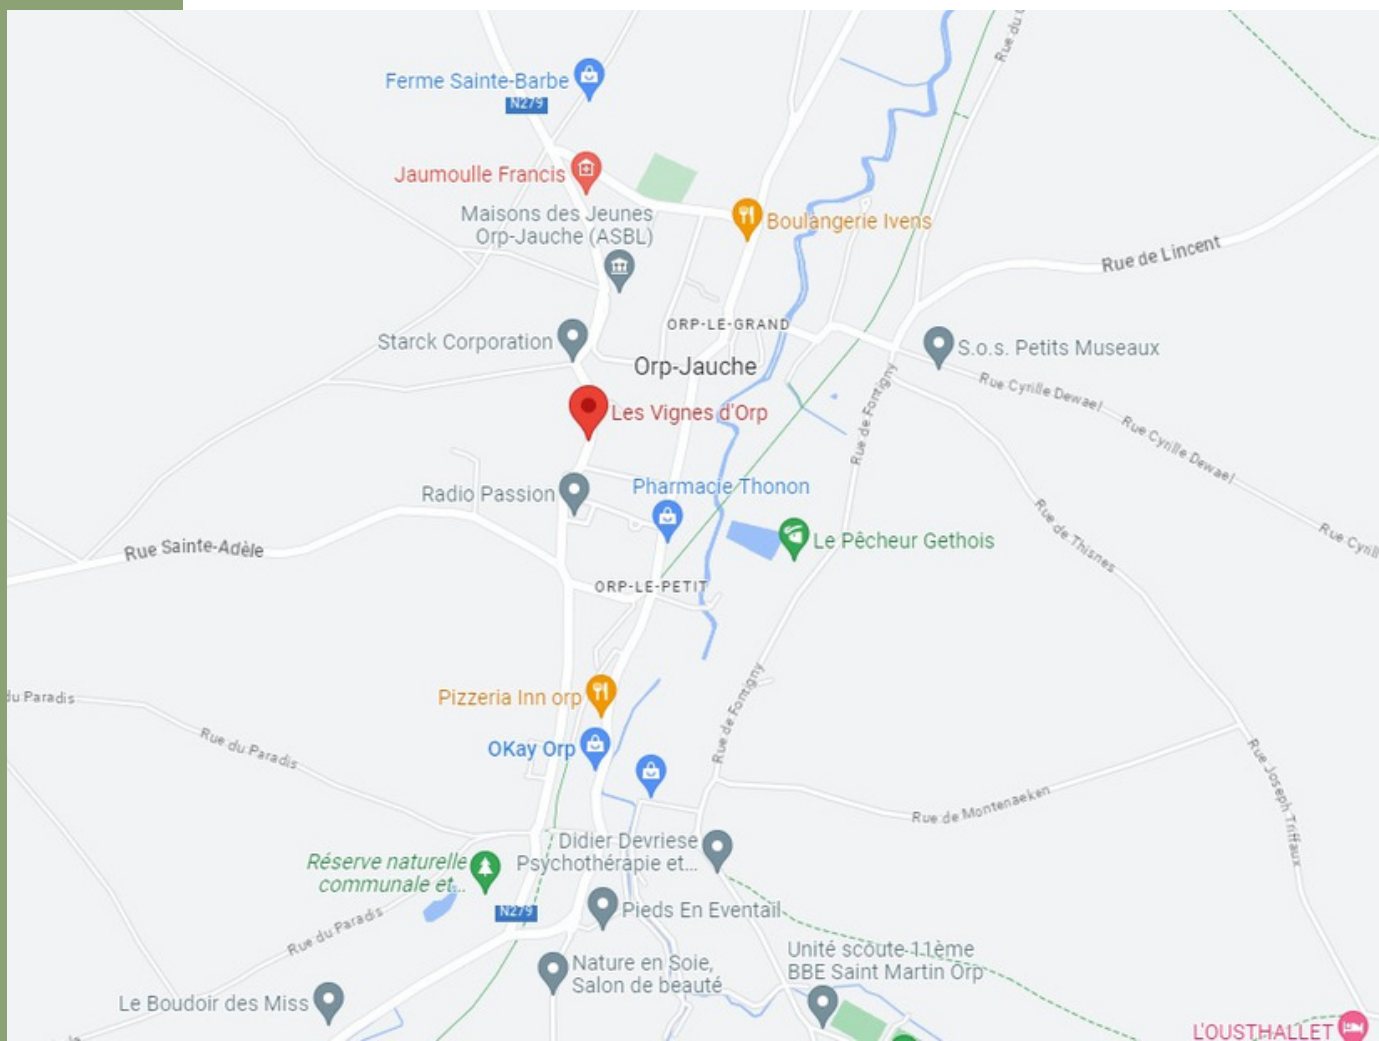 Rue du
Ferme Sainte-Barbe
N279
Jaumoulle Francis
Maisons des Jeunes
Orp-Jauche (ASBL)
Boulangerie Ivens
Rue de Lincent
ORP-LE-GRAND
Starck Corporation
S.o.s. Petits Museaux
Orp-Jauche
Rue Cyrille Dewael
Les Vignes d'Orp
Rue de Fontigny
Rue Cyrille Dewael
Radio Passion
Pharmacie Thonon
Rue Sainte-Adèle
Le Pêcheur Gethois
Rue de Thisnes
Rue Cyril
ORP-LE-PETIT
du Paradis
Pizzeria Inn orp
Rue de Fontigny
Rue du Paradis
OKay Orp
Rue de Montenaeken
Rue Joseph Triffaux
Didier Devriese
Psychothérapie et...
Réserve naturelle
communale et...
N279
Pieds En Eventail
Rue du Paradis
Unité scoute 11ème
BBE Saint Martin Orp
Nature en Soie,
Salon de beauté
Le Boudoir des Miss
L'OUSTHALLET